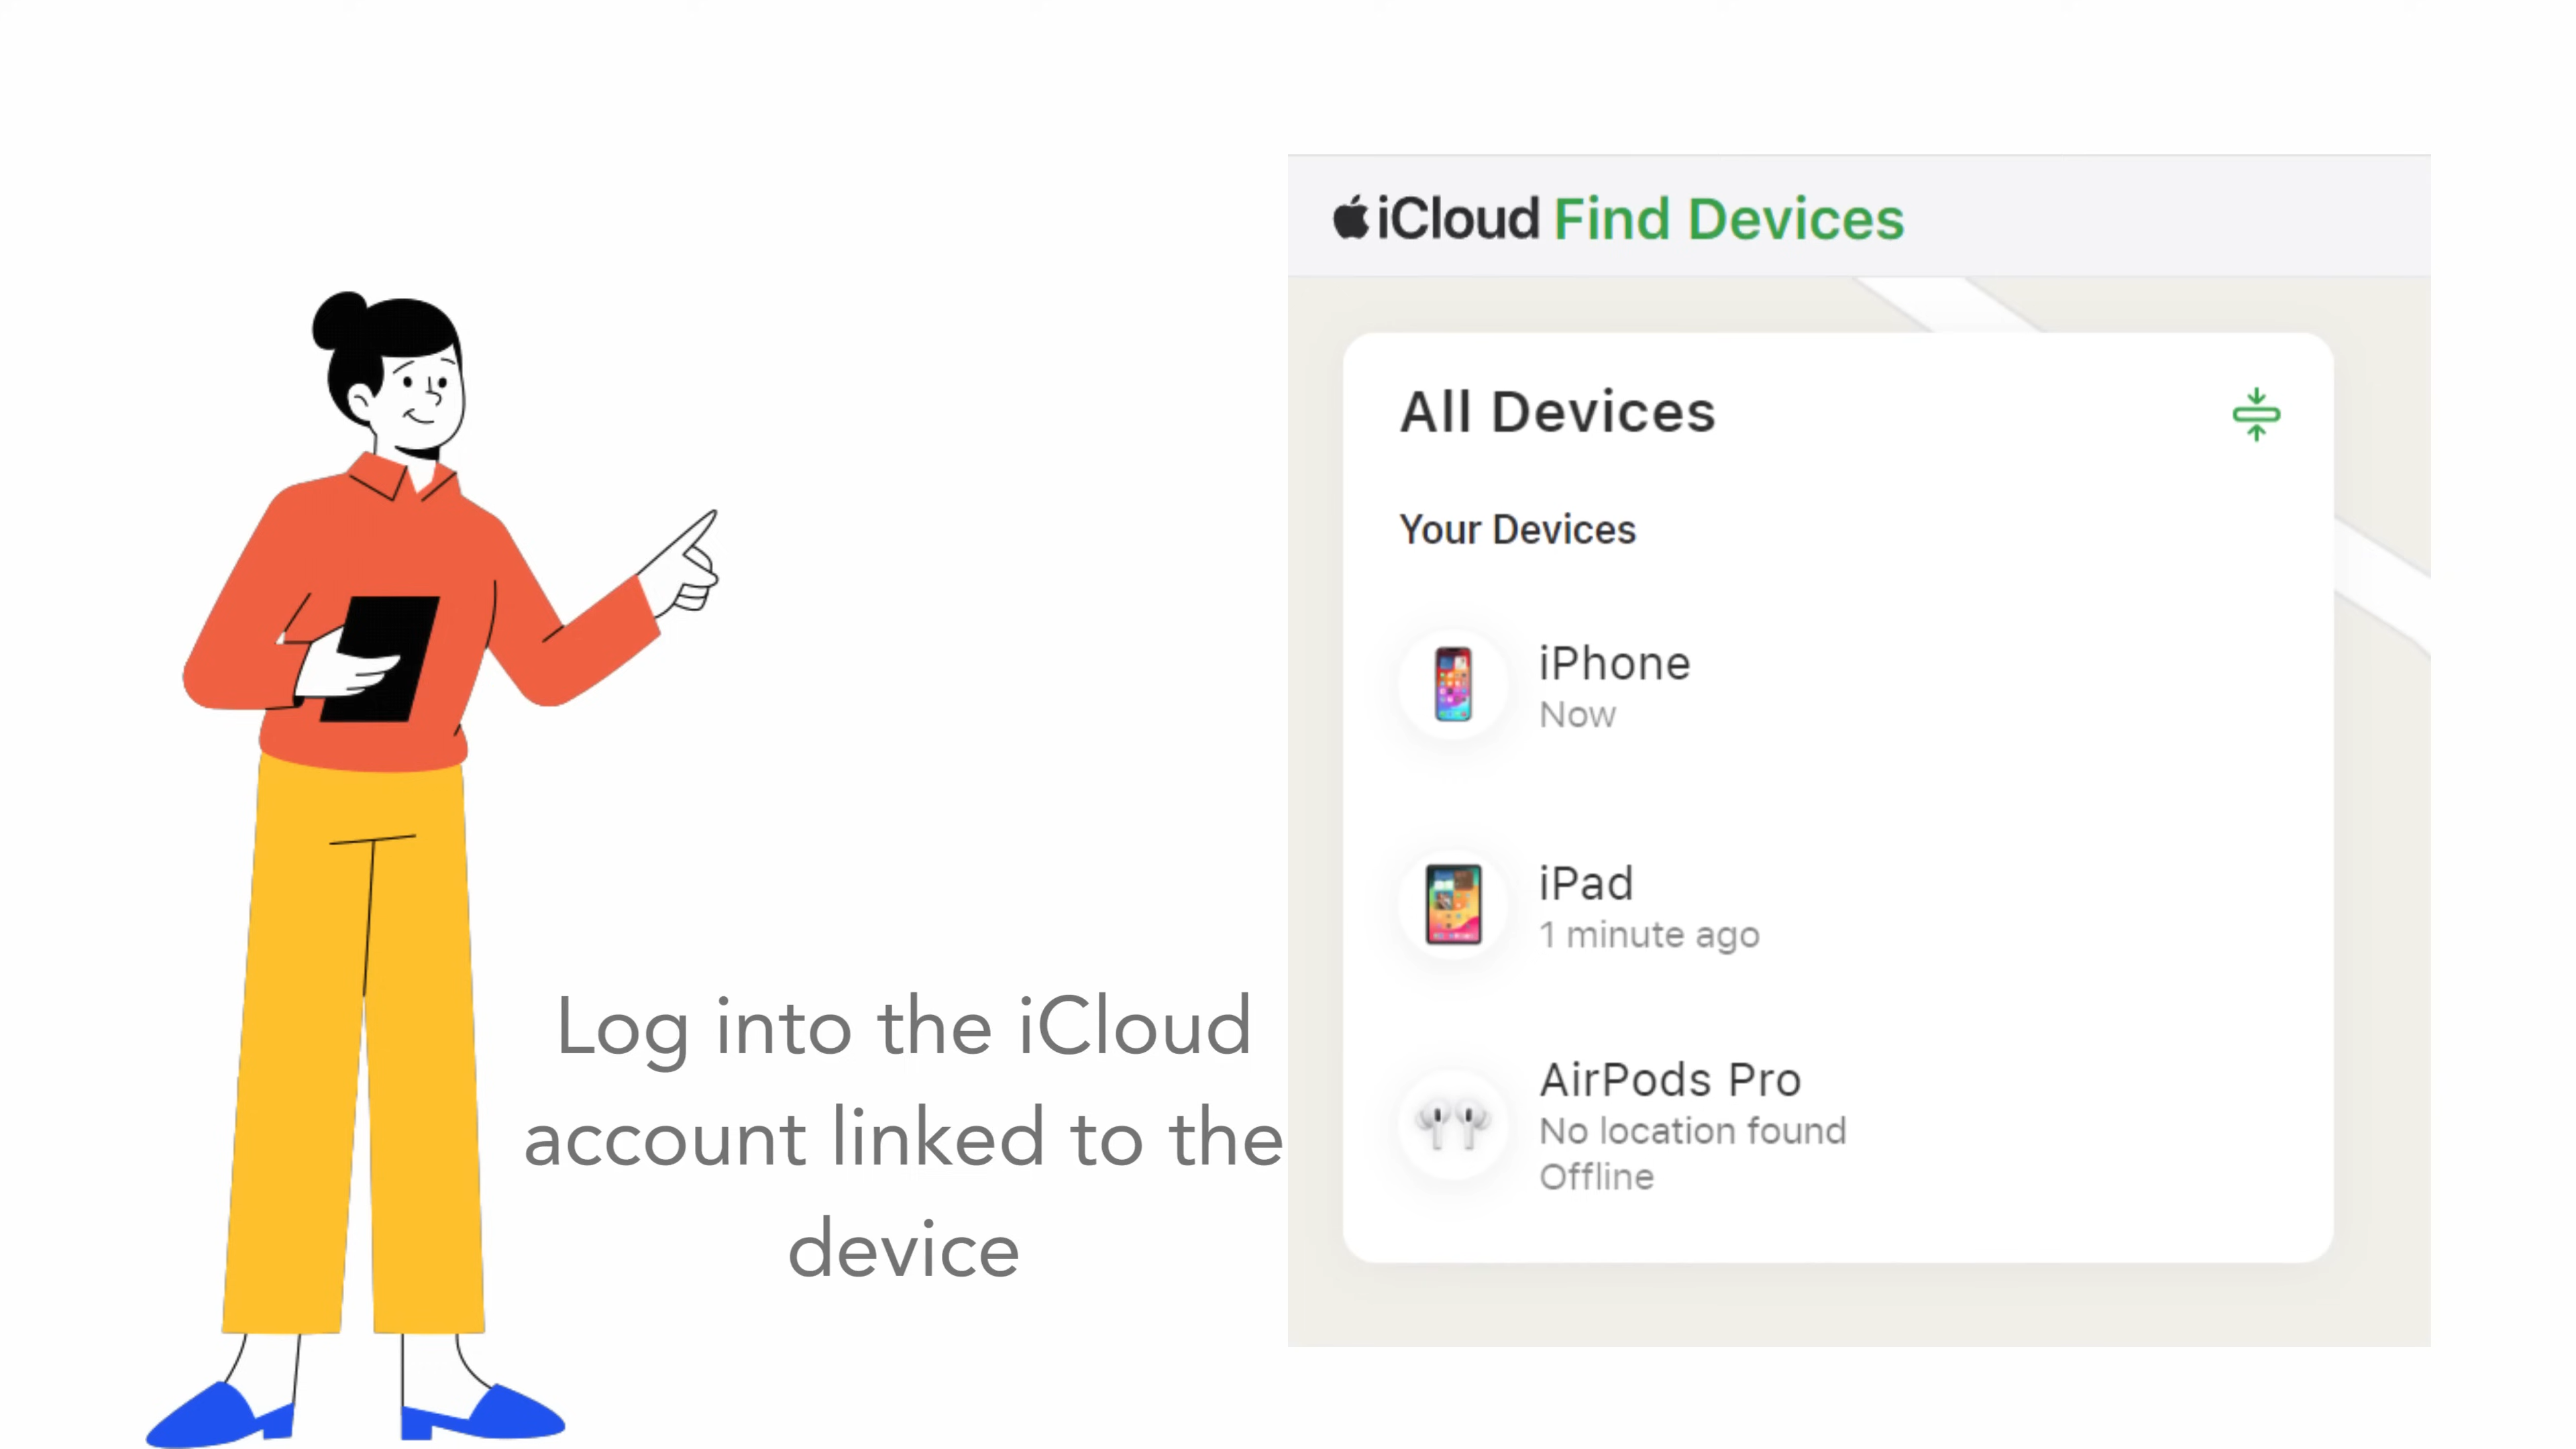 iCloud Find Devices
All Devices
Your Devices
iPhone
Now
iPad
1 minute ago
AirPods Pro
No location found
Offline
Log into the iCloud
account linked to the
device